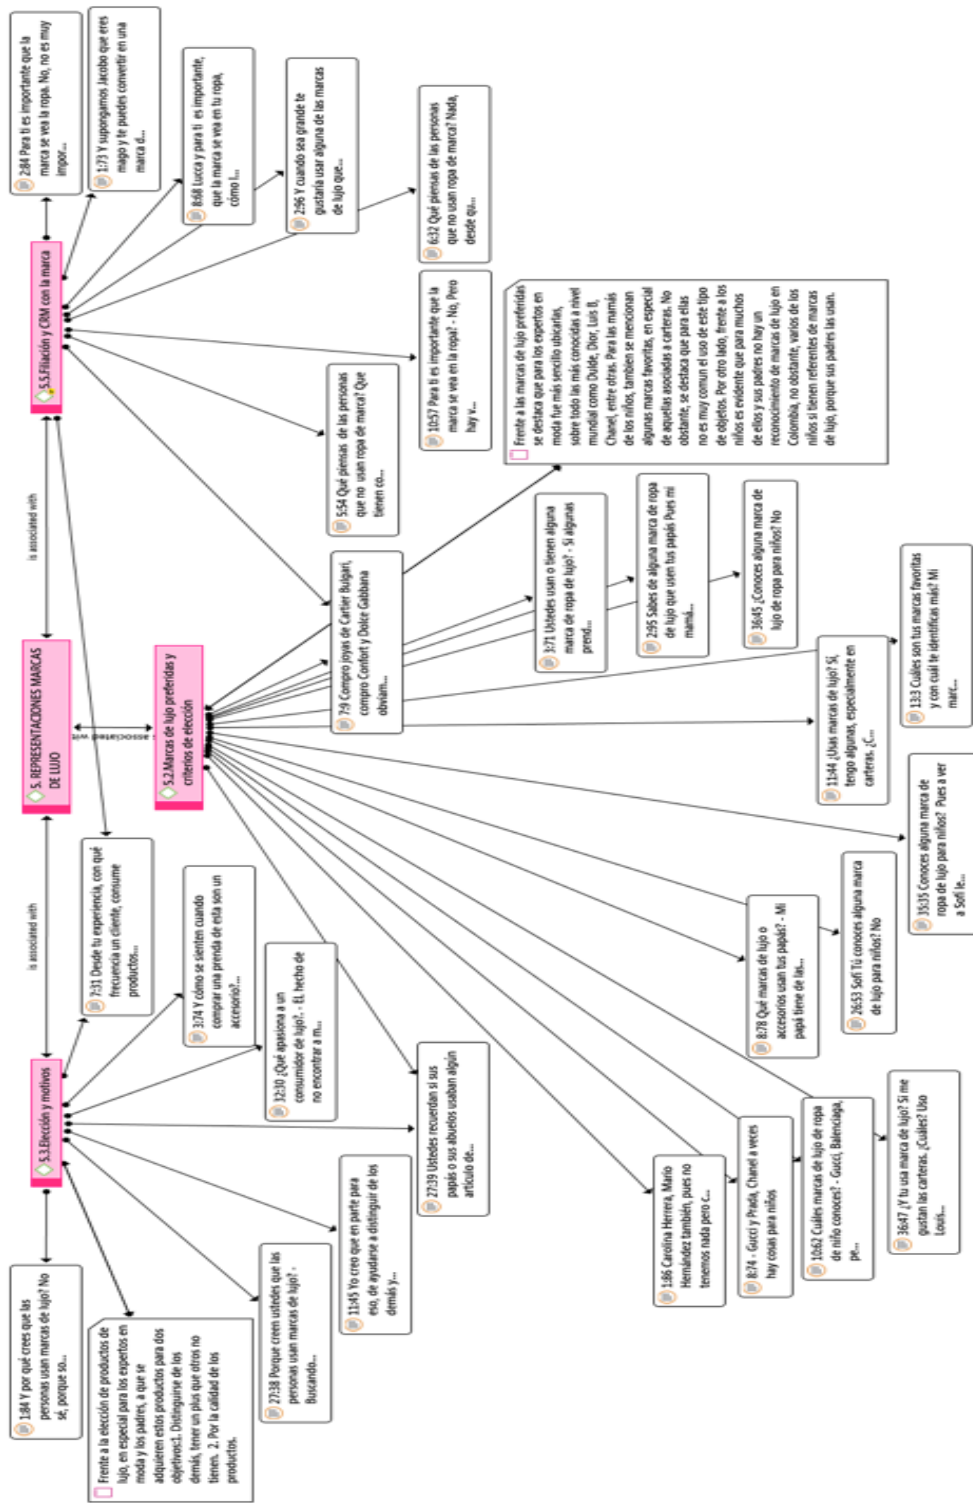 1:84 Y por qué crees que las
personas usan marcas de lujo? No
sé, porque so...
Frente a la elección de productos de
lujo, en especial para los expertos en
moda y los padres, a que se
adquieren estos productos para dos
objetivos:1. Distinguirse de los
demás, tener un plus que otros no
tienen. 2. Por la calidad de los
productos.
27:38 Porque creen ustedes que las
personas usan marcas de lujo? -
Buscando...
11:45 Yo creo que en parte para
eso, de ayudarse a distinguir de los
demás y...
27:39 Ustedes recuerdan si sus
papás o sus abuelos usaban algún
artículo de...
5.3.Elección y motivos
32:30 ¿Qué apasiona a un
consumidor de lujo?. - EL hecho de
no encontrar a m...
3:74 Y cómo se sienten cuando
comprar una prenda de esta son un
accesorio?...
7:31 Desde tu experiencia, con qué
frecuencia un cliente, consume
productos...
is associated with
5. REPRESENTACIONES MARCAS
DE LUJO
is associated with
associated wit
5.2.Marcas de lujo preferidas y
criterios de elección
5.5.Filiación y CRM con la marca
2:84 Para ti es importante que la
marca se vea la ropa. No, no es muy
impor...
1:73 Y supongamos Jacobo que eres
mago y te puedes convertir en una
marca d...
8:68 Lucca y para ti es importante,
que la marca se vea en tu ropa,
cómo l...
2:96 Y cuando sea grande te
gustaría usar alguna de las marcas
de lujo que...
6:32 Qué piensas de las personas
que no usan ropa de marca? Nada,
desde qu...
10:57 Para ti es importante que la
marca se vea en la ropa? - No, Pero
hay v...
5:54 Qué piensas de las personas
que no usan ropa de marca? Que
tienen co...
7:9 Compro joyas de Cartier Bulgari,
compro Confort y Dolce Gabbana
obviam...
Frente a las marcas de lujo preferidas
se destaca que para los expertos en
moda fue más sencillo ubicarlas,
sobre todo las más conocidas a nivel
mundial como Dulde, Dior, Luis B,
Chanel, entre otras. Para las mamás
de los niños, tambien se mencionan
algunas marcas favoritas, en especial
de aquellas asociadas a carteras. No
obstante, se destaca que para ellas
no es muy comun el uso de este tipo
de objetos. Por otro lado, frente a los
niños es evidente que para muchos
de ellos y sus padres no hay un
reconocimiento de marcas de lujo en
Colombia, no obstante, varios de los
niños si tienen referentes de marcas
de lujo, porque sus padres las usan.
3:71 Ustedes usan o tienen alguna
marca de ropa de lujo? - Si algunas
prend...
2:95 Sabes de alguna marca de ropa
de lujo que usen tus papás Pues mi
mamá...
36:45 ¿Conoces alguna marca de
lujo de ropa para niños? No
11:44 ¿Usas marcas de lujo? Sí,
tengo algunas, especialmente en
carteras. ¿C...
13:3 Cuáles son tus marcas favoritas
y con cuál te identificas más? Mi
marc...
8:78 Qué marcas de lujo o
accesorios usan tus papás? - Mi
papá tiene de las...
26:53 Sofi Tú conoces alguna marca
de lujo para niños? No
35:35 Conoces alguna marca de
ropa de lujo para niños? Pues a ver
a Sofi le...
1:86 Carolina Herrera, Mario
Hernández también, pues no
tenemos nada pero c...
8:74 - Gucci y Prada, Chanel a veces
hay cosas para niños
10:62 Cuáles marcas de lujo de ropa
de niño conoces? - Gucci, Balenciaga,
pe...
36:47 ¿Y tu usa marca de lujo? Si me
gustan las carteras. ¿Cuáles? Uso
Louis...